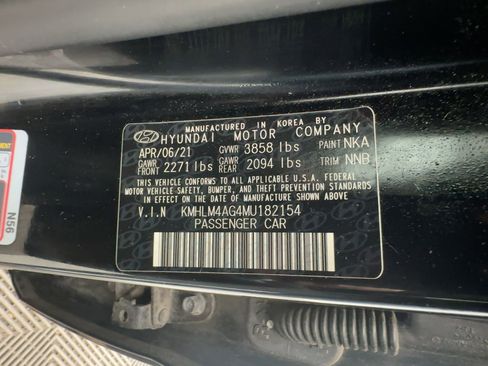 MANUFACTURED IN KOREA BY
HYUNDAI MOTOR COMPANY
APR/06/21 GVWR 3858 lbs PAINT NKA
GAWR FRONT 2271 lbs GAWR REAR 2094 lbs TRIM NNB
THIS VEHICLE CONFORMS TO ALL APPLICABLE U.S.A. FEDERAL
MOTOR VEHICLE SAFETY, BUMPER, AND THEFT PREVENTION
STANDARDS IN EFFECT ON THE DATE OF MANUFACTURE SHOWN ABOVE
V.I.N KMHLM4AG4MU182154
PASSENGER CAR
N56